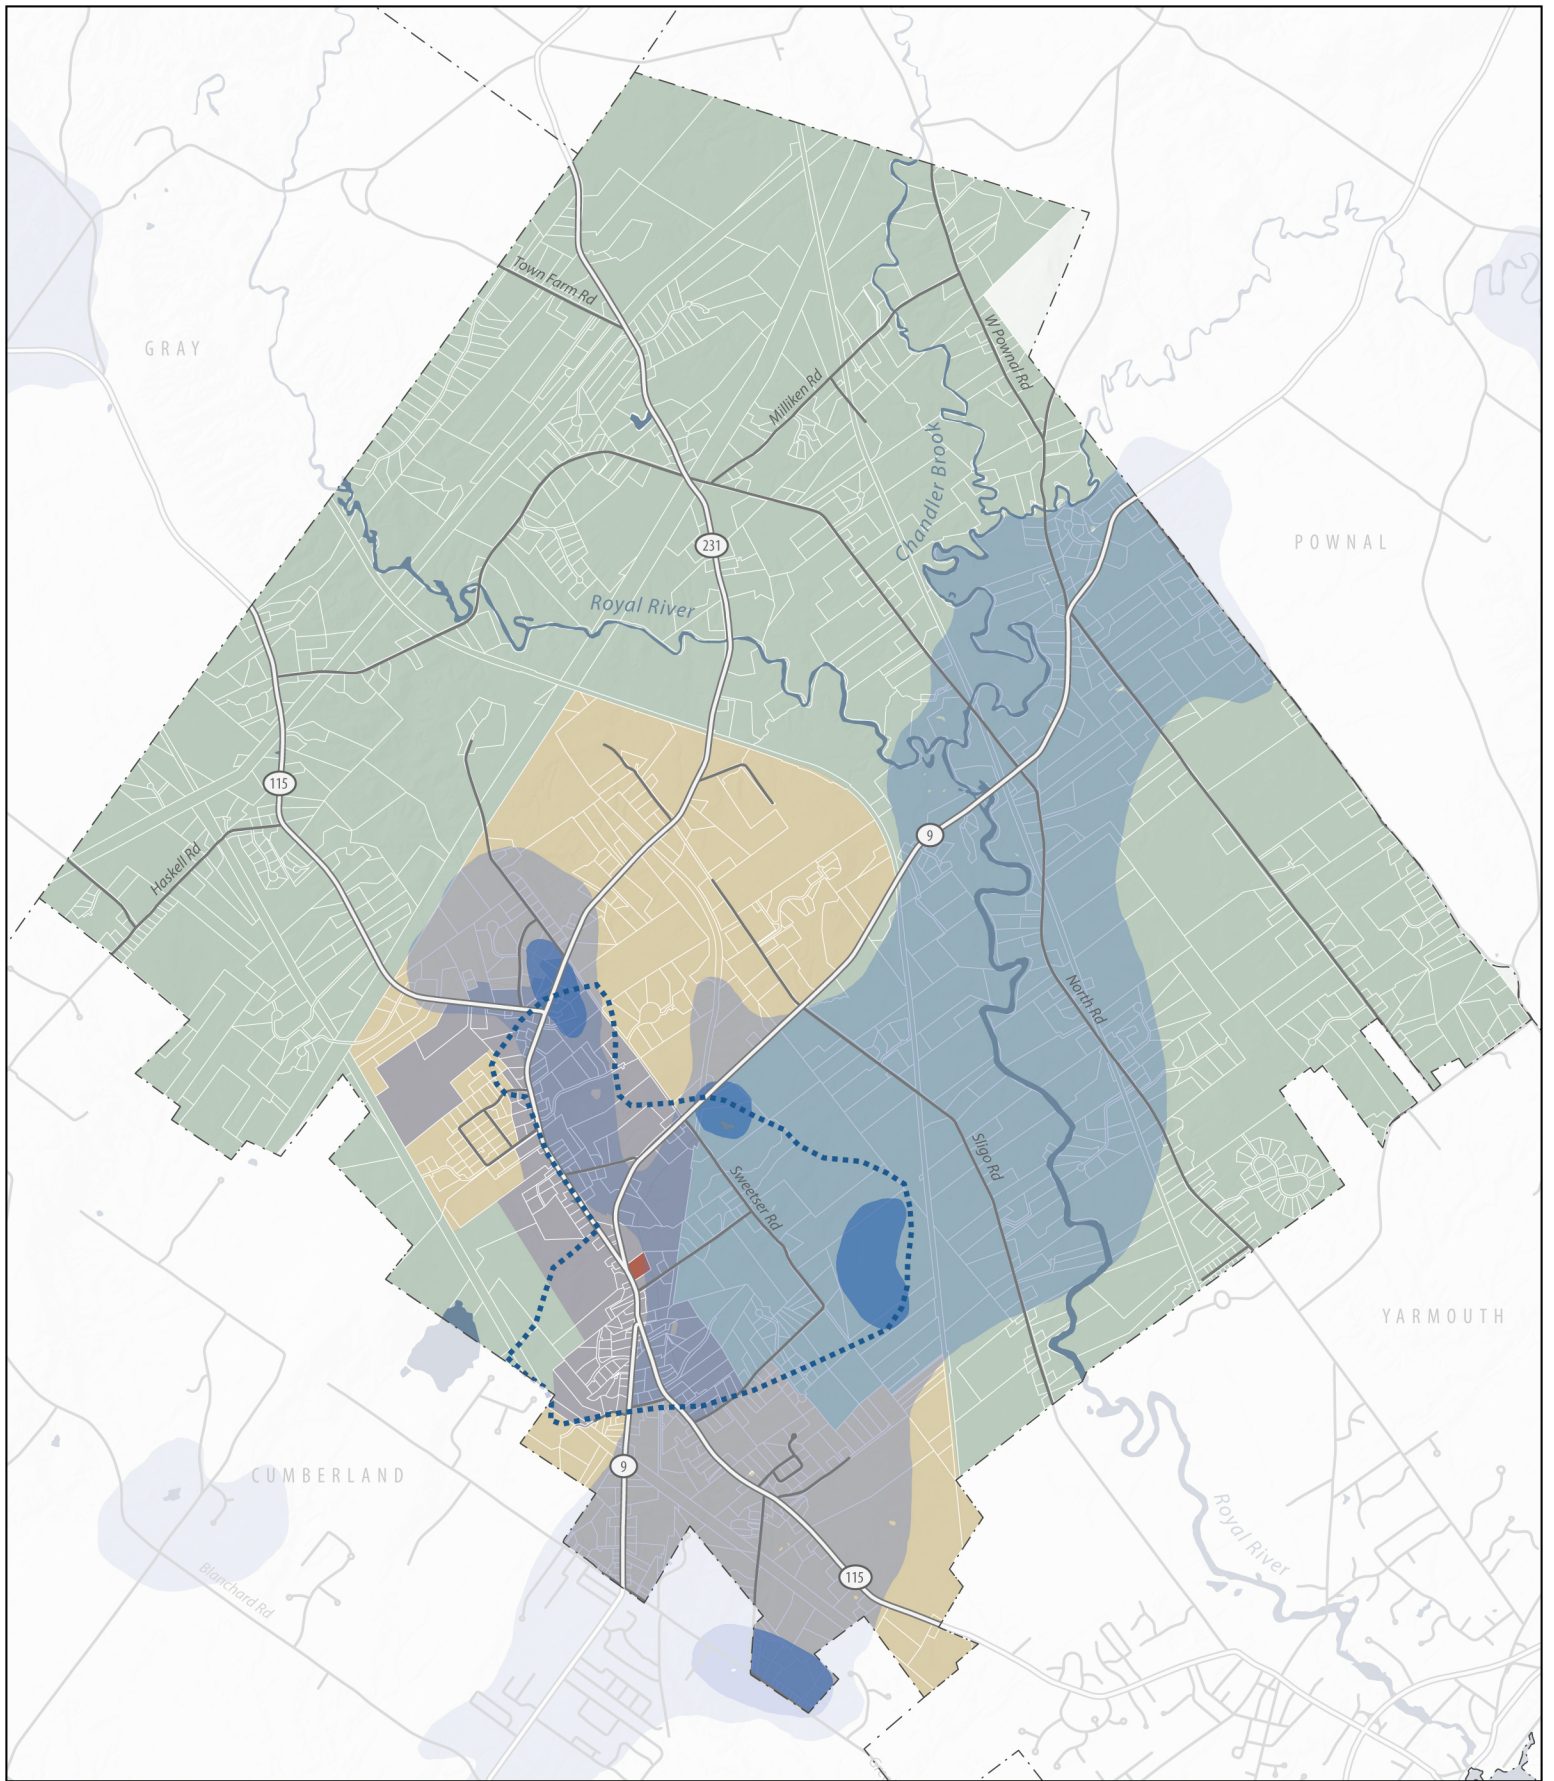 Town Farm Rd
GRAY
W Pownal Rd
Milliken Rd
Chandler Brook
231
POWNAL
Royal River
115
9
Haskell Rd
North Rd
Sligo Rd
Sweetser Rd
YARMOUTH
9
CUMBERLAND
Royal River
115
Blanchard Rd